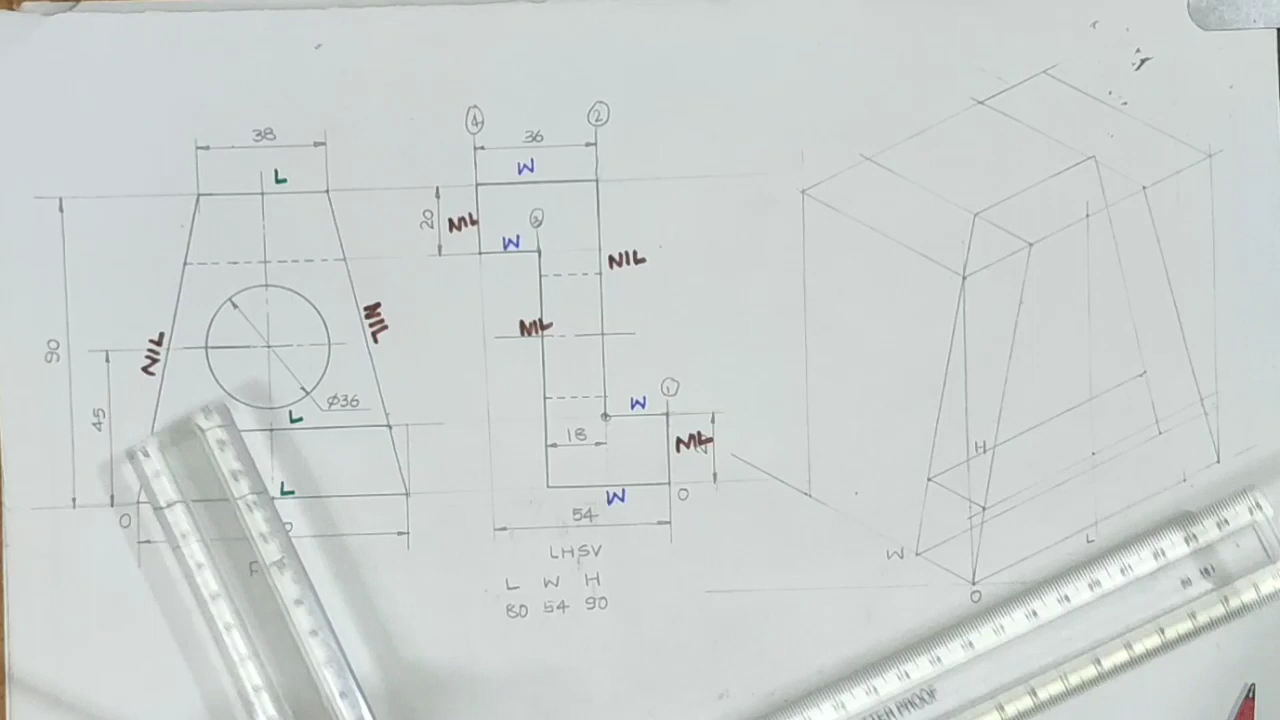 38
L
90
45
NIL
NIL
Ø36
L
L
O
4
2
36
W
20
NIL
3
W
NIL
NIL
1
W
18
NIL
W
O
54
LHSV
L W H
80 54 90
H
W
L
O